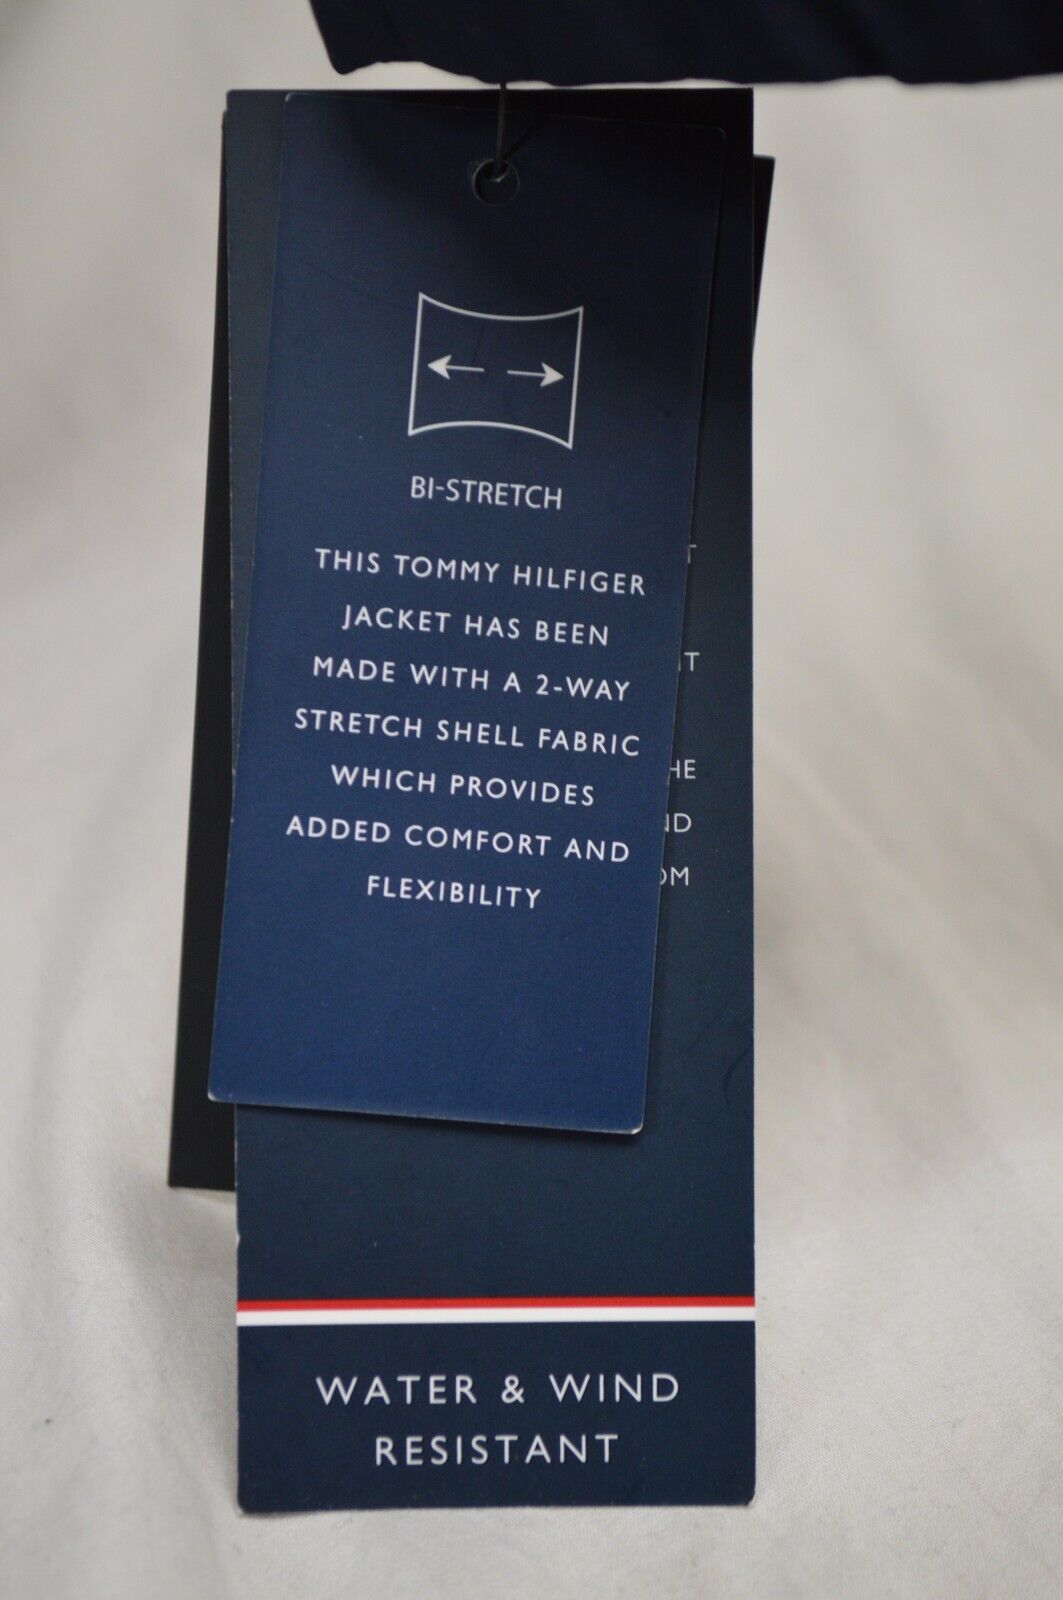 BI-STRETCH
THIS TOMMY HILFIGER
JACKET HAS BEEN
MADE WITH A 2-WAY
STRETCH SHELL FABRIC
WHICH PROVIDES
ADDED COMFORT AND
FLEXIBILITY
WATER & WIND
RESISTANT